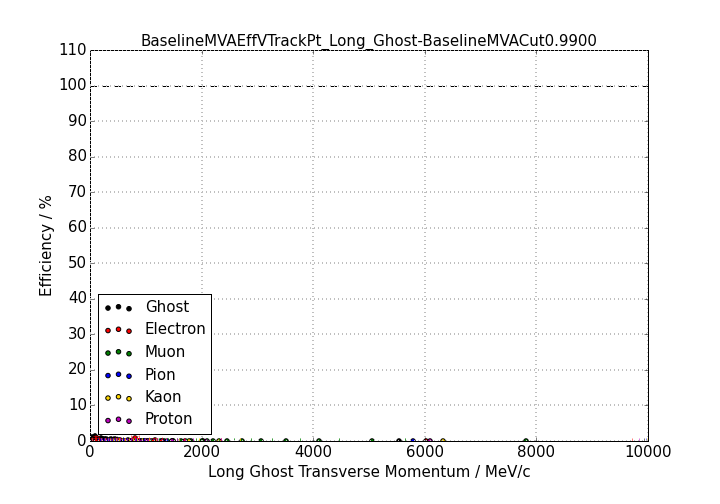 BaselineMVAEffVTrackPt_Long_Ghost-BaselineMVACut0.9900
110
100
90
80
70
60
50
40
30
20
10
0
Efficiency / %
Ghost
Electron
Muon
Pion
Kaon
Proton
0 2000 4000 6000 8000 10000
Long Ghost Transverse Momentum / MeV/c